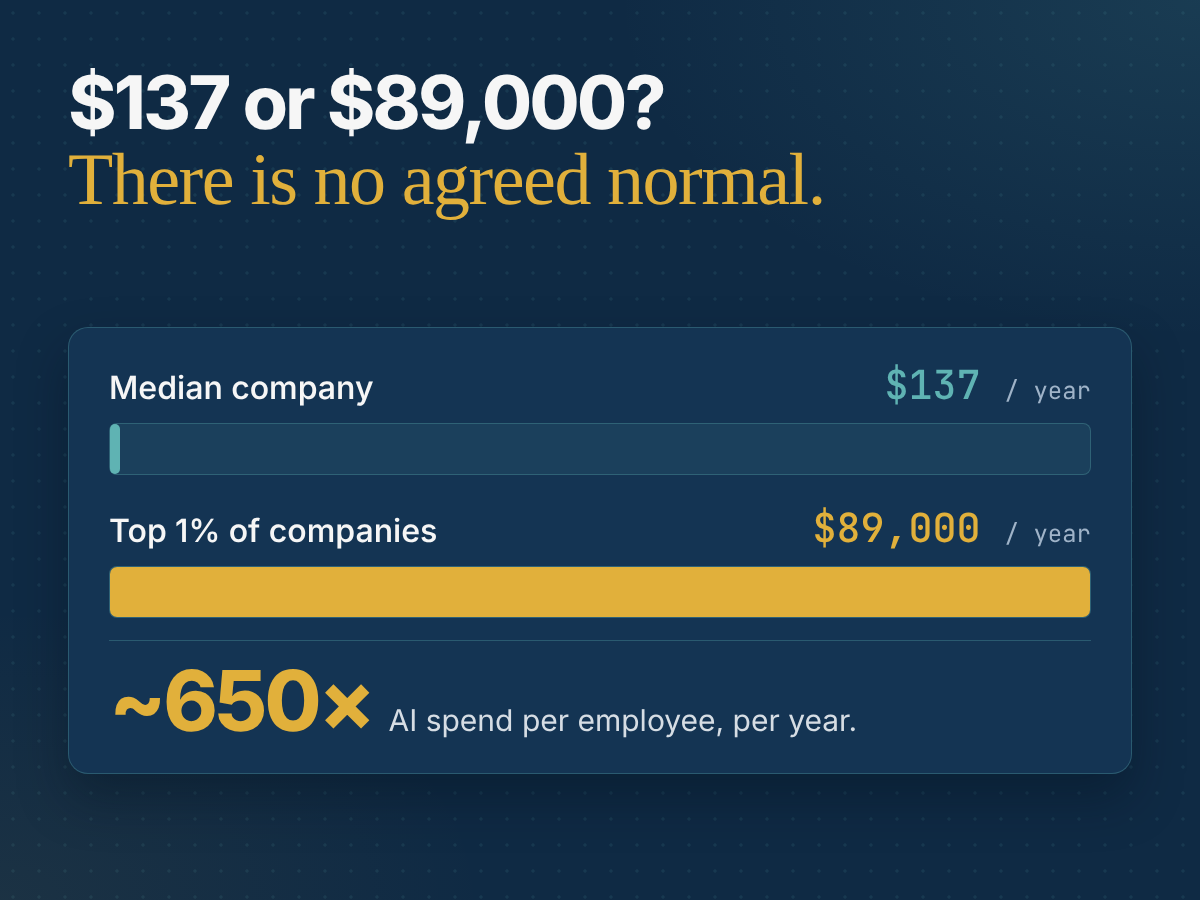 $137 or $89,000?
There is no agreed normal.
Median company $137 / year
Top 1% of companies $89,000 / year
~650× AI spend per employee, per year.